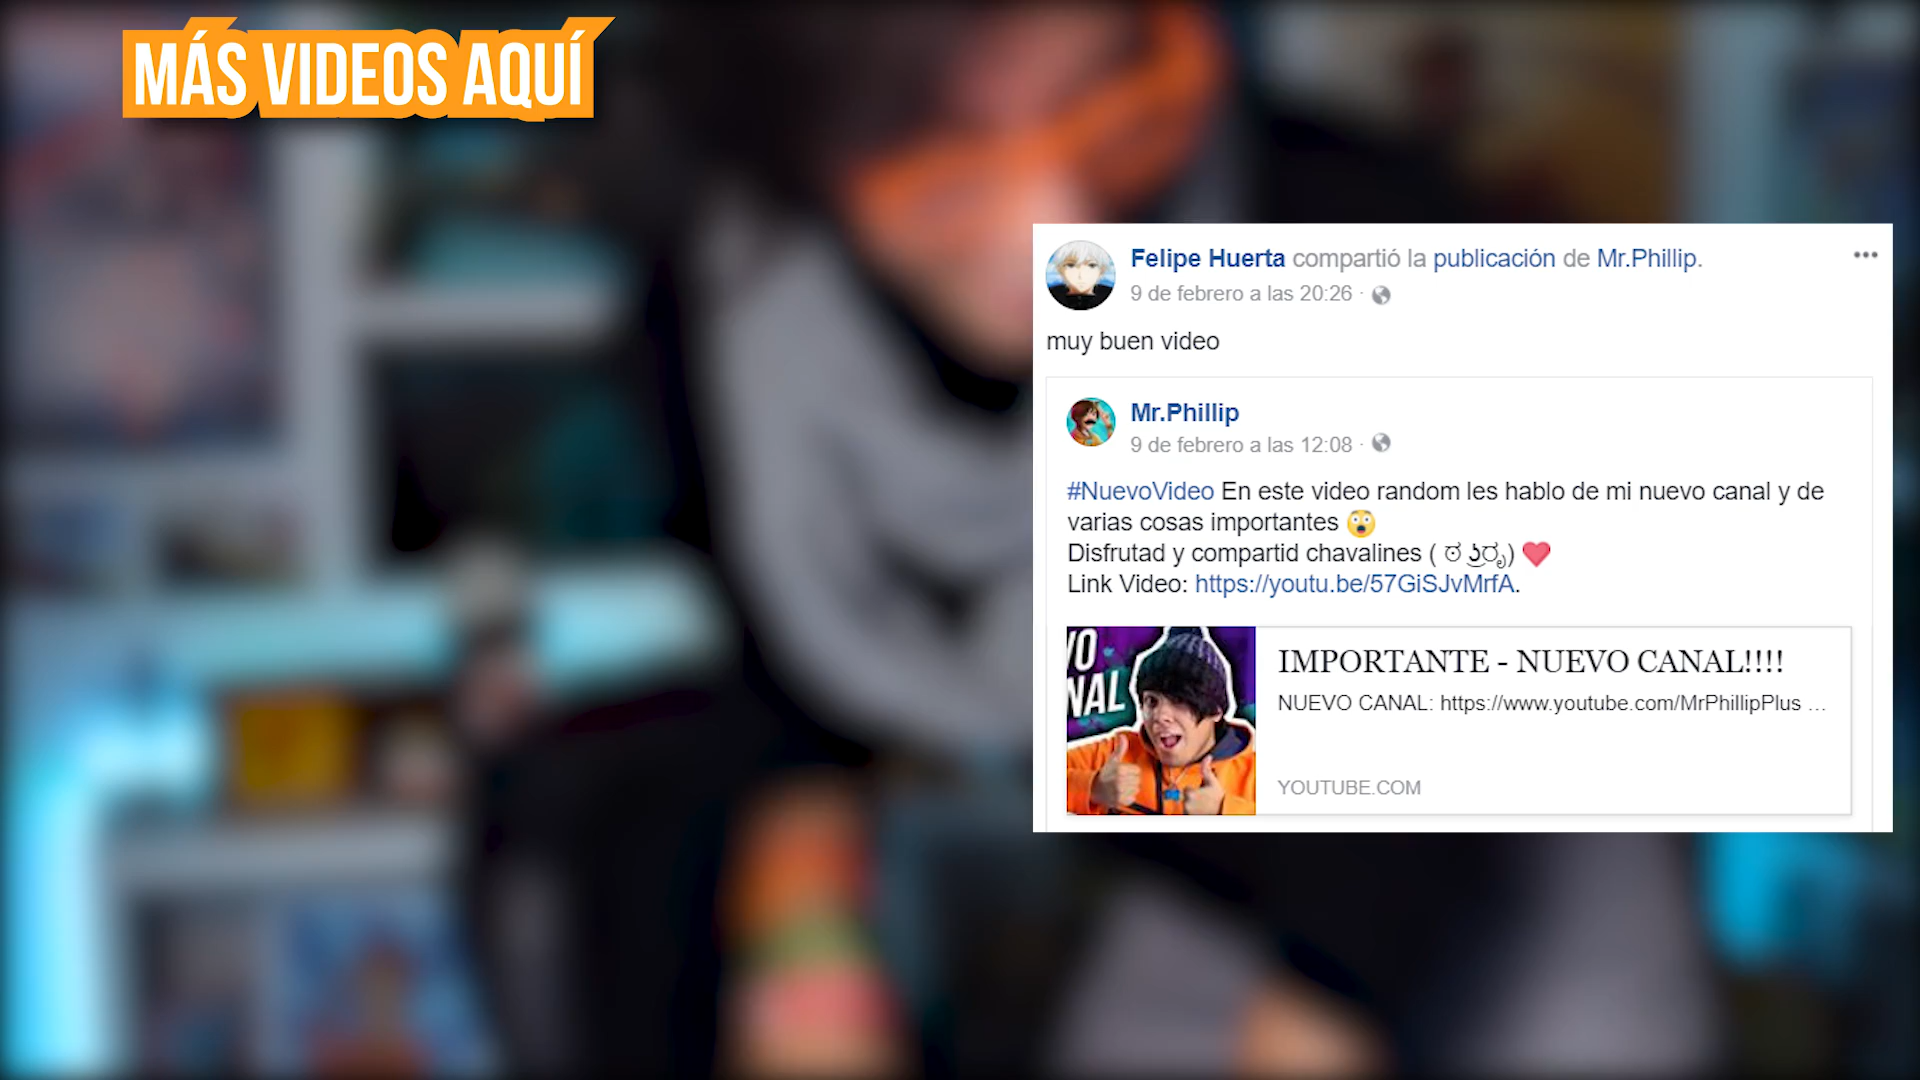 MÁS VIDEOS AQUÍ
Felipe Huerta compartió la publicación de Mr.Phillip.
9 de febrero a las 20:26 ·
muy buen video
Mr.Phillip
9 de febrero a las 12:08 ·
#NuevoVideo En este video random les hablo de mi nuevo canal y de
varias cosas importantes 😲
Disfrutad y compartid chavalines ( ͡ಠ ͜ʖ ಠೃ) ❤
Link Video: https://youtu.be/57GiSJvMrfA.
VO
NAL
IMPORTANTE - NUEVO CANAL!!!!
NUEVO CANAL: https://www.youtube.com/MrPhillipPlus ...
YOUTUBE.COM